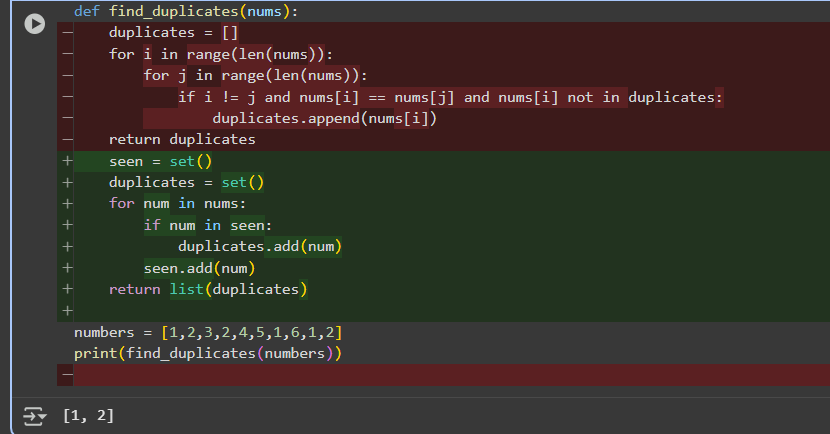 def find_duplicates(nums):
−    duplicates = []
−    for i in range(len(nums)):
−        for j in range(len(nums)):
−            if i != j and nums[i] == nums[j] and nums[i] not in duplicates:
−                duplicates.append(nums[i])
−    return duplicates
+    seen = set()
+    duplicates = set()
+    for num in nums:
+        if num in seen:
+            duplicates.add(num)
+        seen.add(num)
+    return list(duplicates)
+
numbers = [1,2,3,2,4,5,1,6,1,2]
print(find_duplicates(numbers))
−
[1, 2]